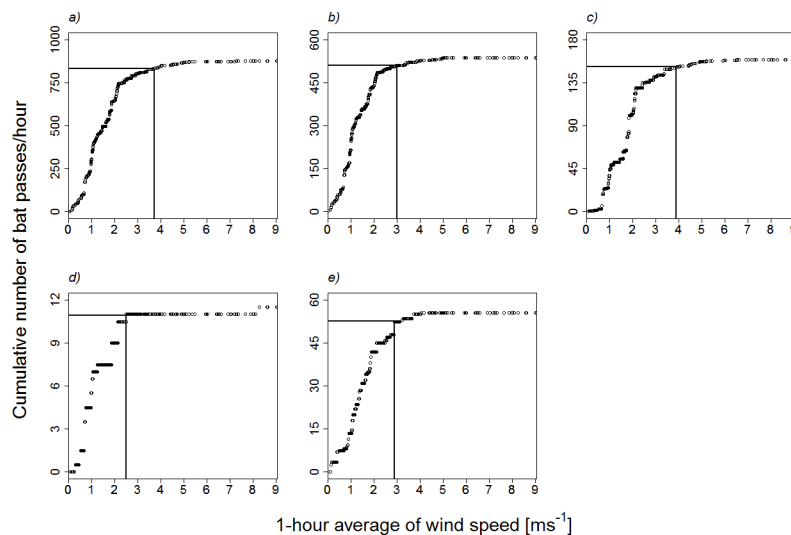 a)
b)
c)
0 250 500 750 1000
0 150 300 450 600
0 45 90 135 180
0 1 2 3 4 5 6 7 8 9
0 1 2 3 4 5 6 7 8 9
0 1 2 3 4 5 6 7 8 9
Cumulative number of bat passes/hour
d)
e)
0 3 6 9 12
0 15 30 45 60
0 1 2 3 4 5 6 7 8 9
0 1 2 3 4 5 6 7 8 9
1-hour average of wind speed [ms⁻¹]